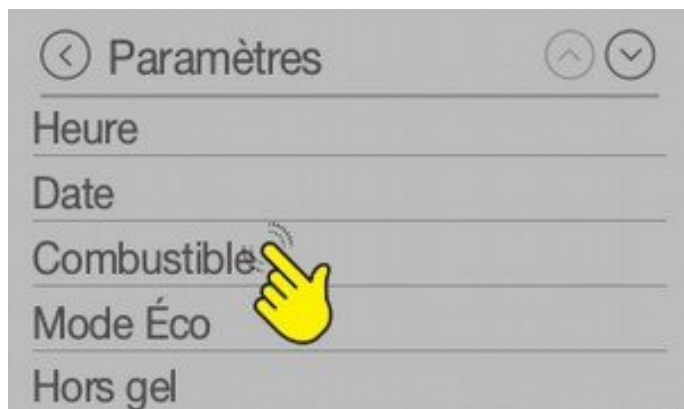 Paramètres
Heure
Date
Combustible
Mode Éco
Hors gel